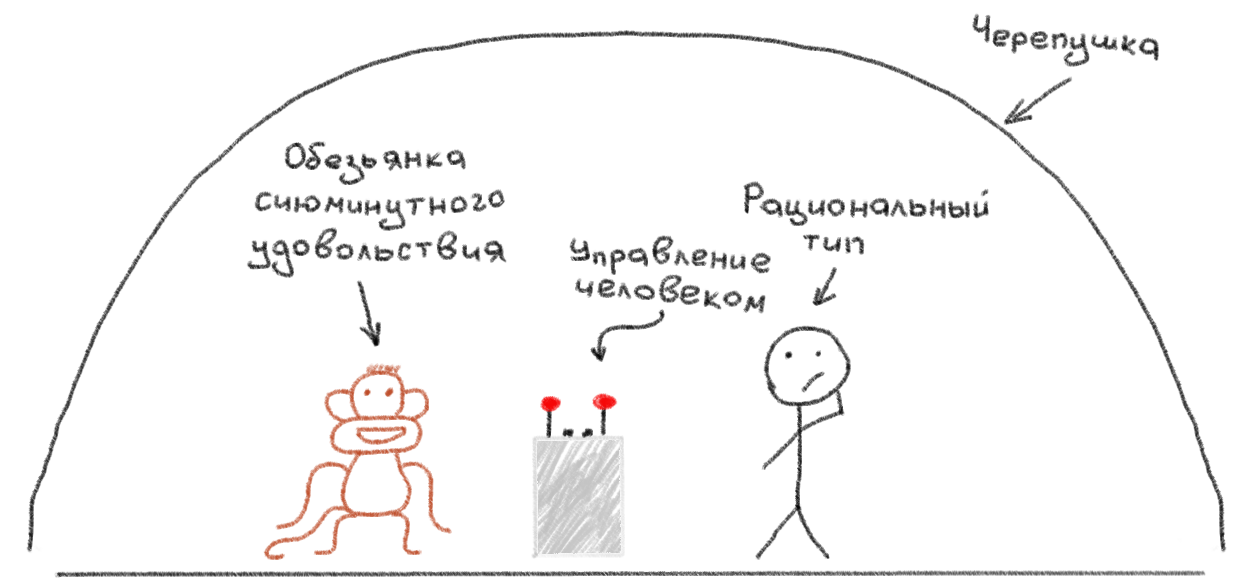 Черепушка
Обезьянка
сиюминутного
удовольствия
Рациональный
тип
Управление
человеком